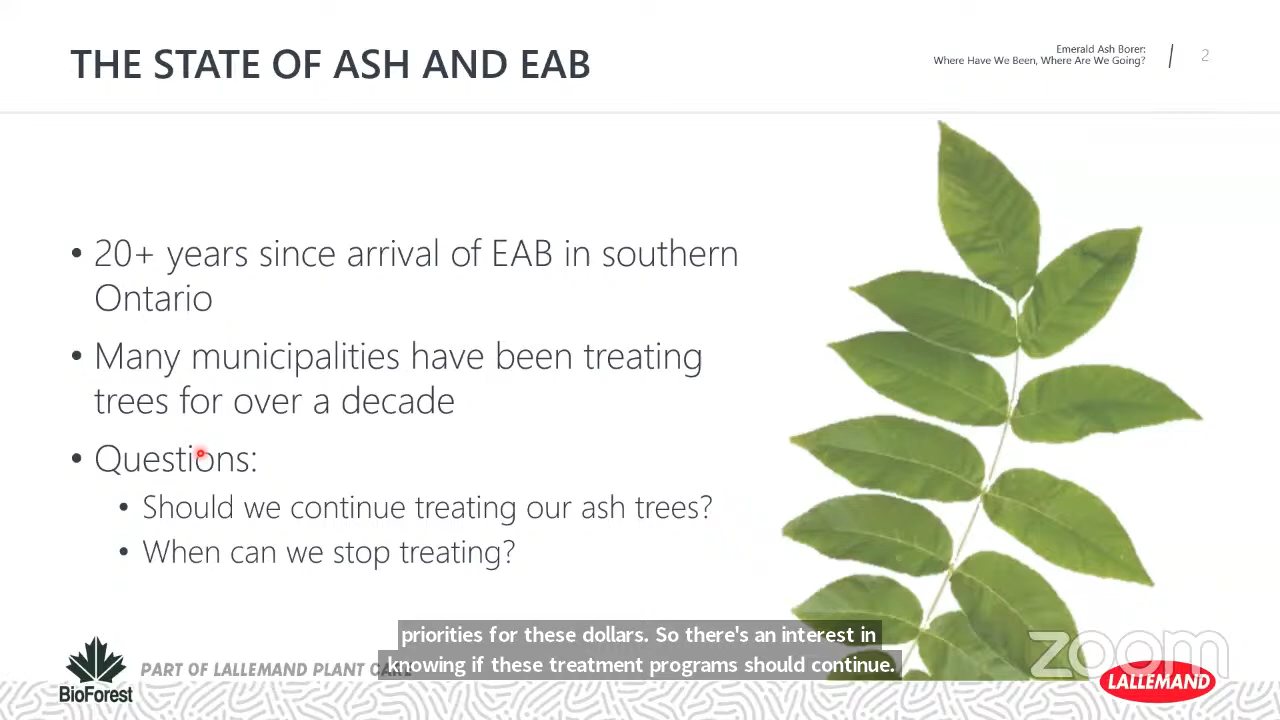 THE STATE OF ASH AND EAB
Emerald Ash Borer:
Where Have We Been, Where Are We Going?
2
• 20+ years since arrival of EAB in southern
Ontario
• Many municipalities have been treating
trees for over a decade
• Questions:
• Should we continue treating our ash trees?
• When can we stop treating?
priorities for these dollars. So there's an interest in
knowing if these treatment programs should continue.
BioForest
PART OF LALLEMAND PLANT CARE
zoom
LALLEMAND